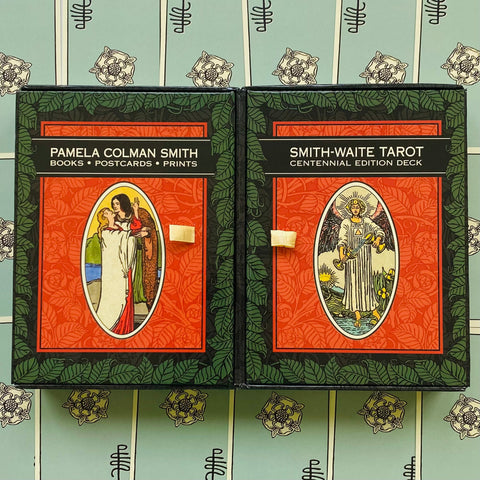 PAMELA COLMAN SMITH
BOOKS • POSTCARDS • PRINTS
SMITH-WAITE TAROT
CENTENNIAL EDITION DECK